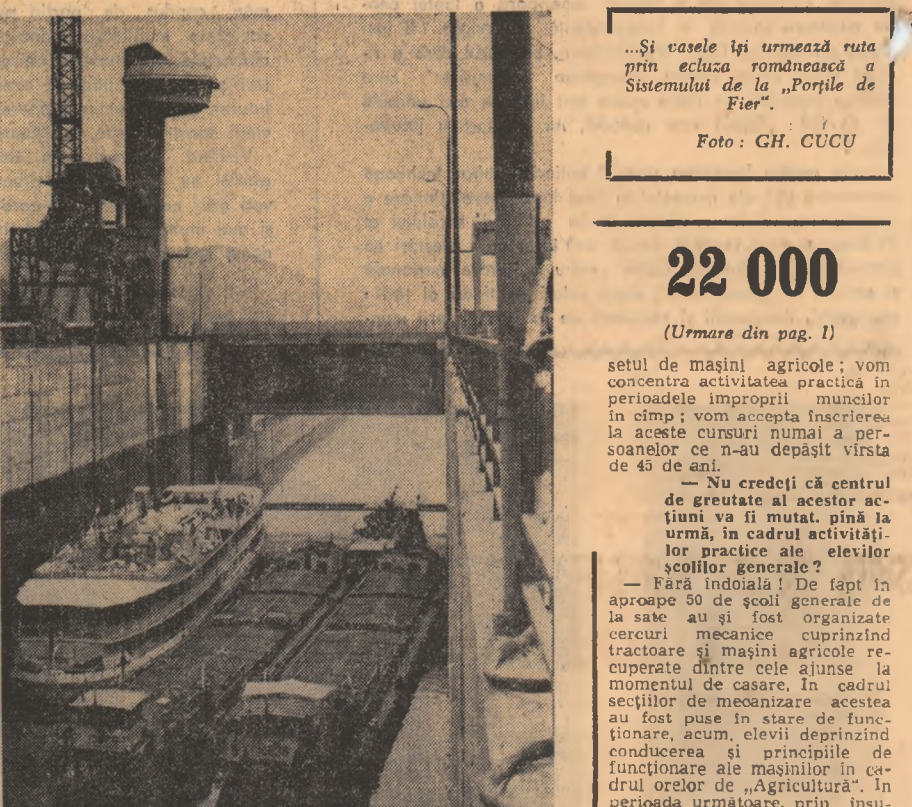 ...Și vasele își urmează ruta
prin ecluza românească a
Sistemului de la „Porțile de
Fier“.
Foto : GH. CUCU
22 000
(Urmare din pag. I)
setul de mașini agricole ; vom
concentra activitatea practică în
perioadele improprii muncilor
în cîmp ; vom accepta înscrierea
la aceste cursuri numai a per-
soanelor ce n-au depășit vîrsta
de 45 de ani.
— Nu credeți că centrul
de greutate al acestor ac-
țiuni va fi mutat. pînă la
urmă, în cadrul activități-
lor practice ale elevilor
școlilor generale ?
— Fără îndoială ! De fapt în
aproape 50 de școli generale de
la sate au și fost organizate
cercuri mecanice cuprinzînd
tractoare și mașini agricole re-
cuperate dintre cele ajunse la
momentul de casare, În cadrul
secțiilor de mecanizare acestea
au fost puse în stare de func-
ționare, acum, elevii deprinzînd
conducerea și principiile de
funcționare ale mașinilor în ca-
drul orelor de „Agricultură“. În
perioada următoare, prin însu-